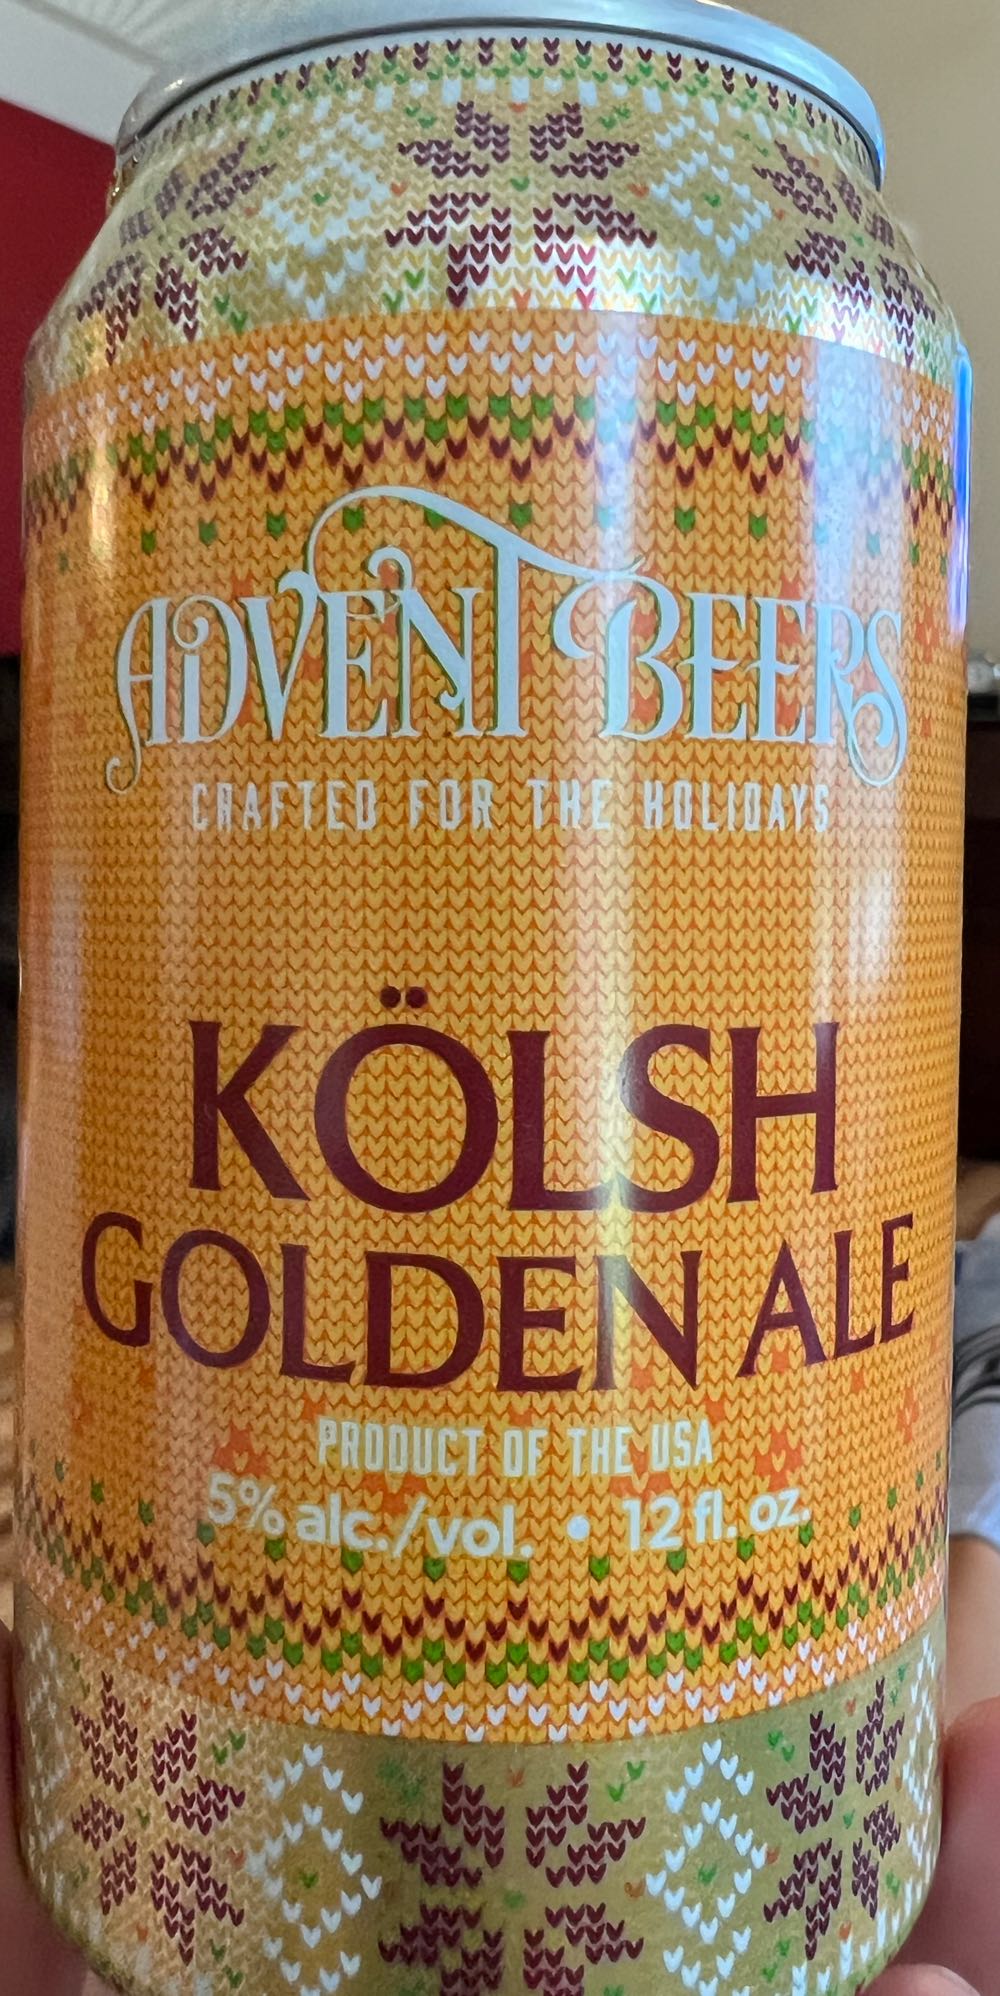 ADVENT BEERS
CRAFTED FOR THE HOLIDAYS
KÖLSH
GOLDEN ALE
PRODUCT OF THE USA
5% alc./vol. • 12 fl. oz.